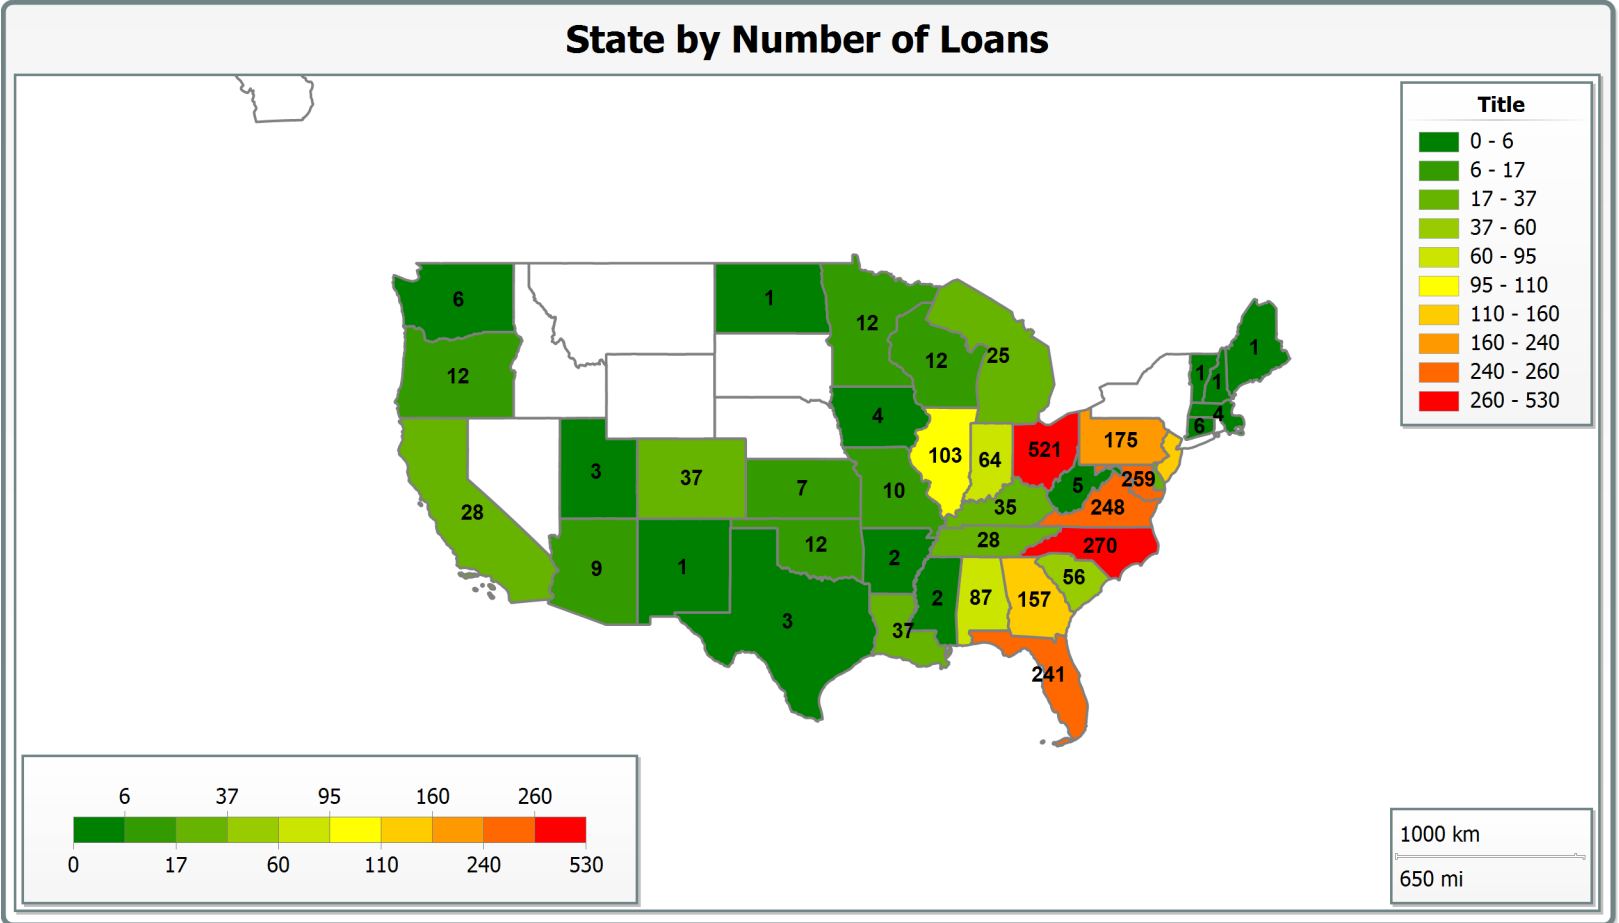 State by Number of Loans
Title
0 - 6
6 - 17
17 - 37
37 - 60
60 - 95
95 - 110
110 - 160
160 - 240
240 - 260
260 - 530
6
1
12
12
12
25
1
1
1
12
4
4
6
3
37
7
10
103
64
521
175
259
5
248
35
28
28
270
9
1
12
2
56
3
37
2
87
157
241
6 37 95 160 260
0 17 60 110 240 530
1000 km
650 mi